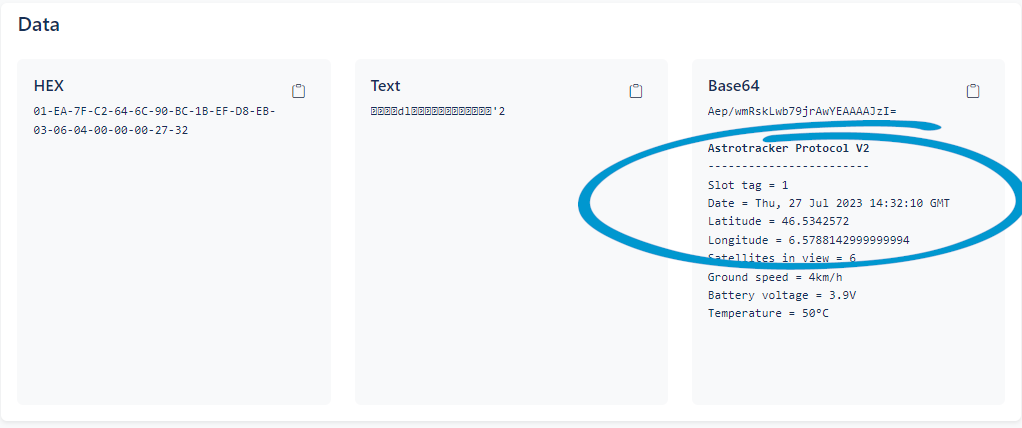 Data
HEX
01-EA-7F-C2-64-6C-90-BC-1B-EF-D8-EB-
03-06-04-00-00-00-27-32
Text
dl'2
Base64
Aep/wmRskLwb79jrAwYEAAAAJzI=
Astrotracker Protocol V2
------------------------
Slot tag = 1
Date = Thu, 27 Jul 2023 14:32:10 GMT
Latitude = 46.5342572
Longitude = 6.5788142999999994
Satellites in view = 6
Ground speed = 4km/h
Battery voltage = 3.9V
Temperature = 50°C